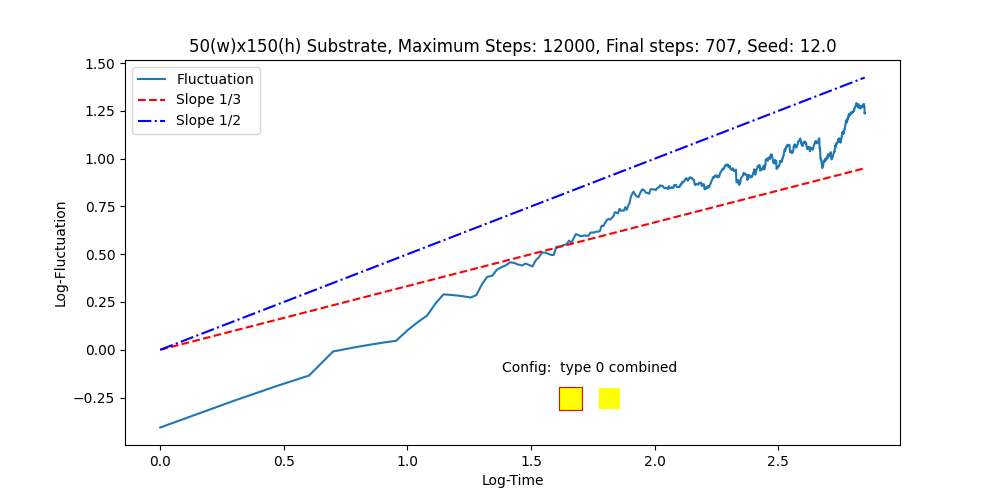 50(w)x150(h) Substrate, Maximum Steps: 12000, Final steps: 707, Seed: 12.0
Fluctuation
Slope 1/3
Slope 1/2
1.50
1.25
1.00
0.75
0.50
0.25
0.00
−0.25
Log-Fluctuation
Config:  type 0 combined
0.0 0.5 1.0 1.5 2.0 2.5
Log-Time